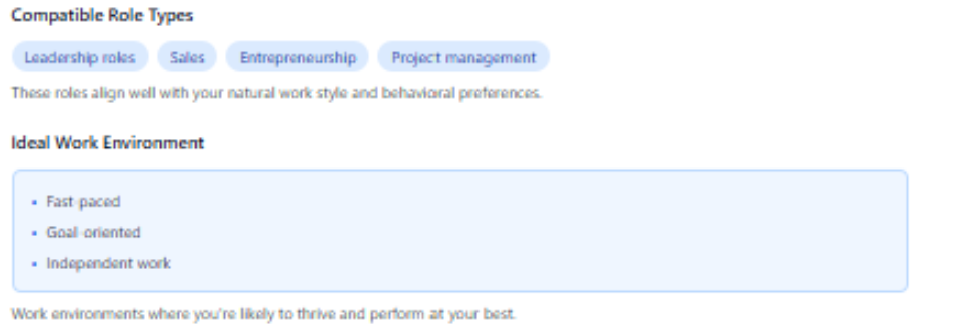 Compatible Role Types
Leadership roles Sales Entrepreneurship Project management
These roles align well with your natural work style and behavioral preferences.
Ideal Work Environment
• Fast-paced
• Goal-oriented
• Independent work
Work environments where you're likely to thrive and perform at your best.